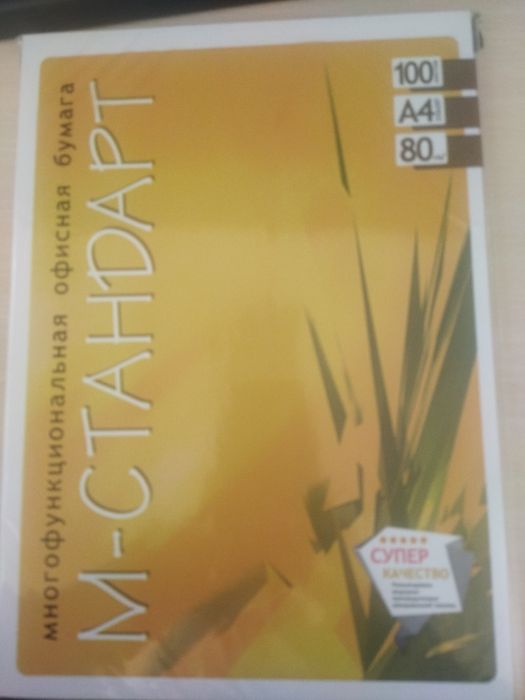 многофункциональная офисная бумага
М-СТАНДАРТ
100
А4
80
СУПЕР
КАЧЕСТВО